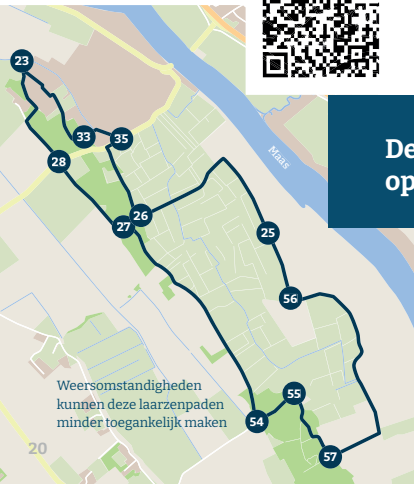 23
33
35
28
Maas
De
op
26
27
25
56
Weersomstandigheden
kunnen deze laarzenpaden
minder toegankelijk maken
55
54
20
57